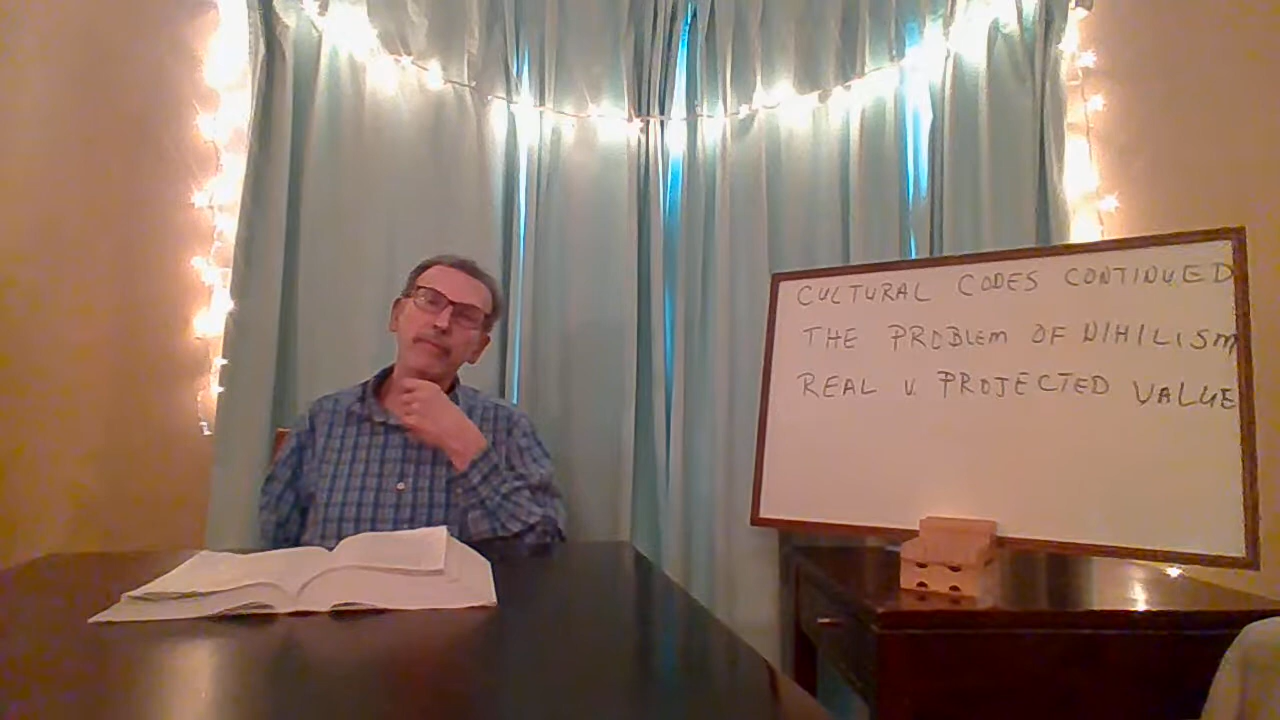 CULTURAL CODES CONTINUED
THE PROBLEM OF NIHILISM
REAL V. PROJECTED VALUE